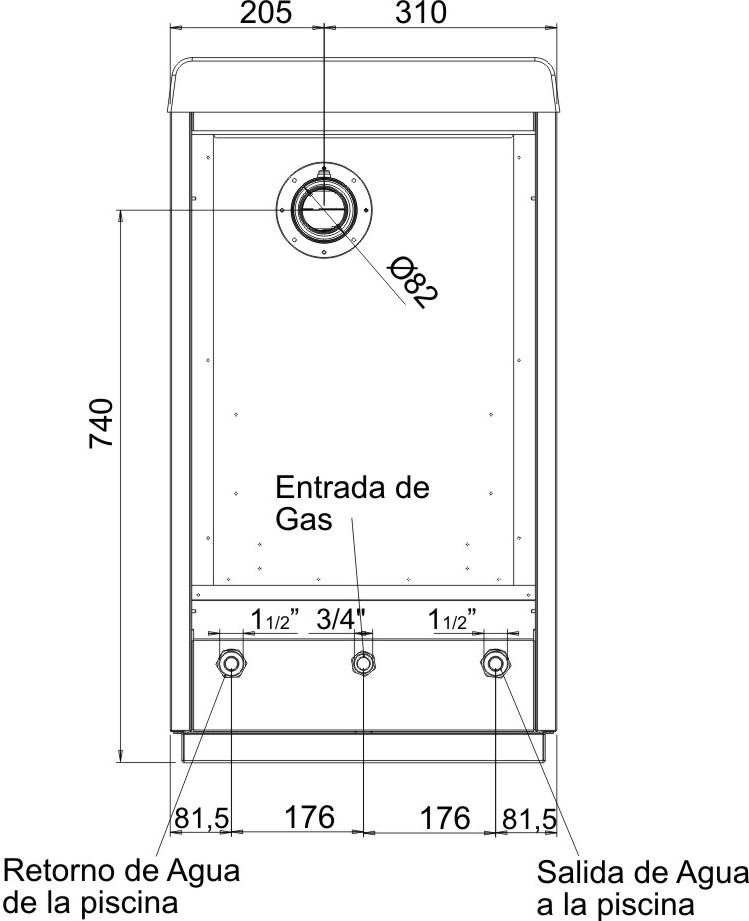 205
310
Ø82
740
Entrada de
Gas
1 1/2”
3/4"
1 1/2”
81,5
176
176
81,5
Retorno de Agua
de la piscina
Salida de Agua
a la piscina